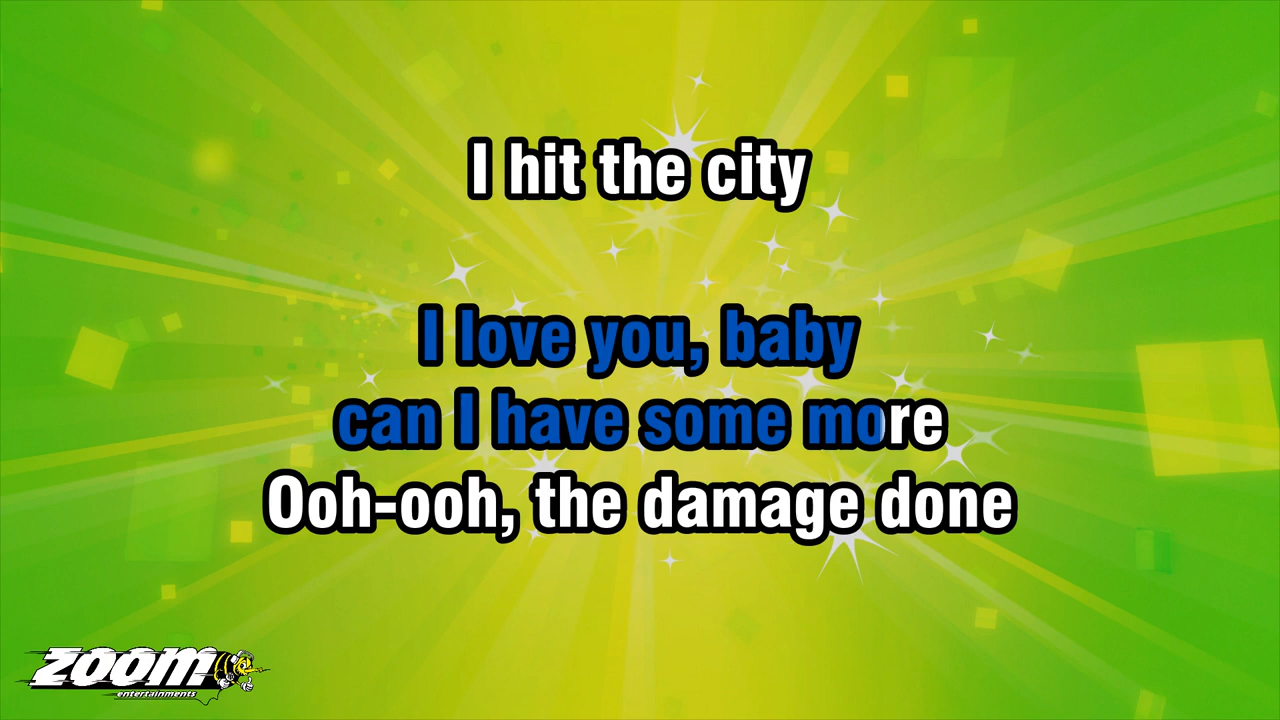 I hit the city
I love you, baby
can I have some more
Ooh-ooh, the damage done
zoom
entertainments